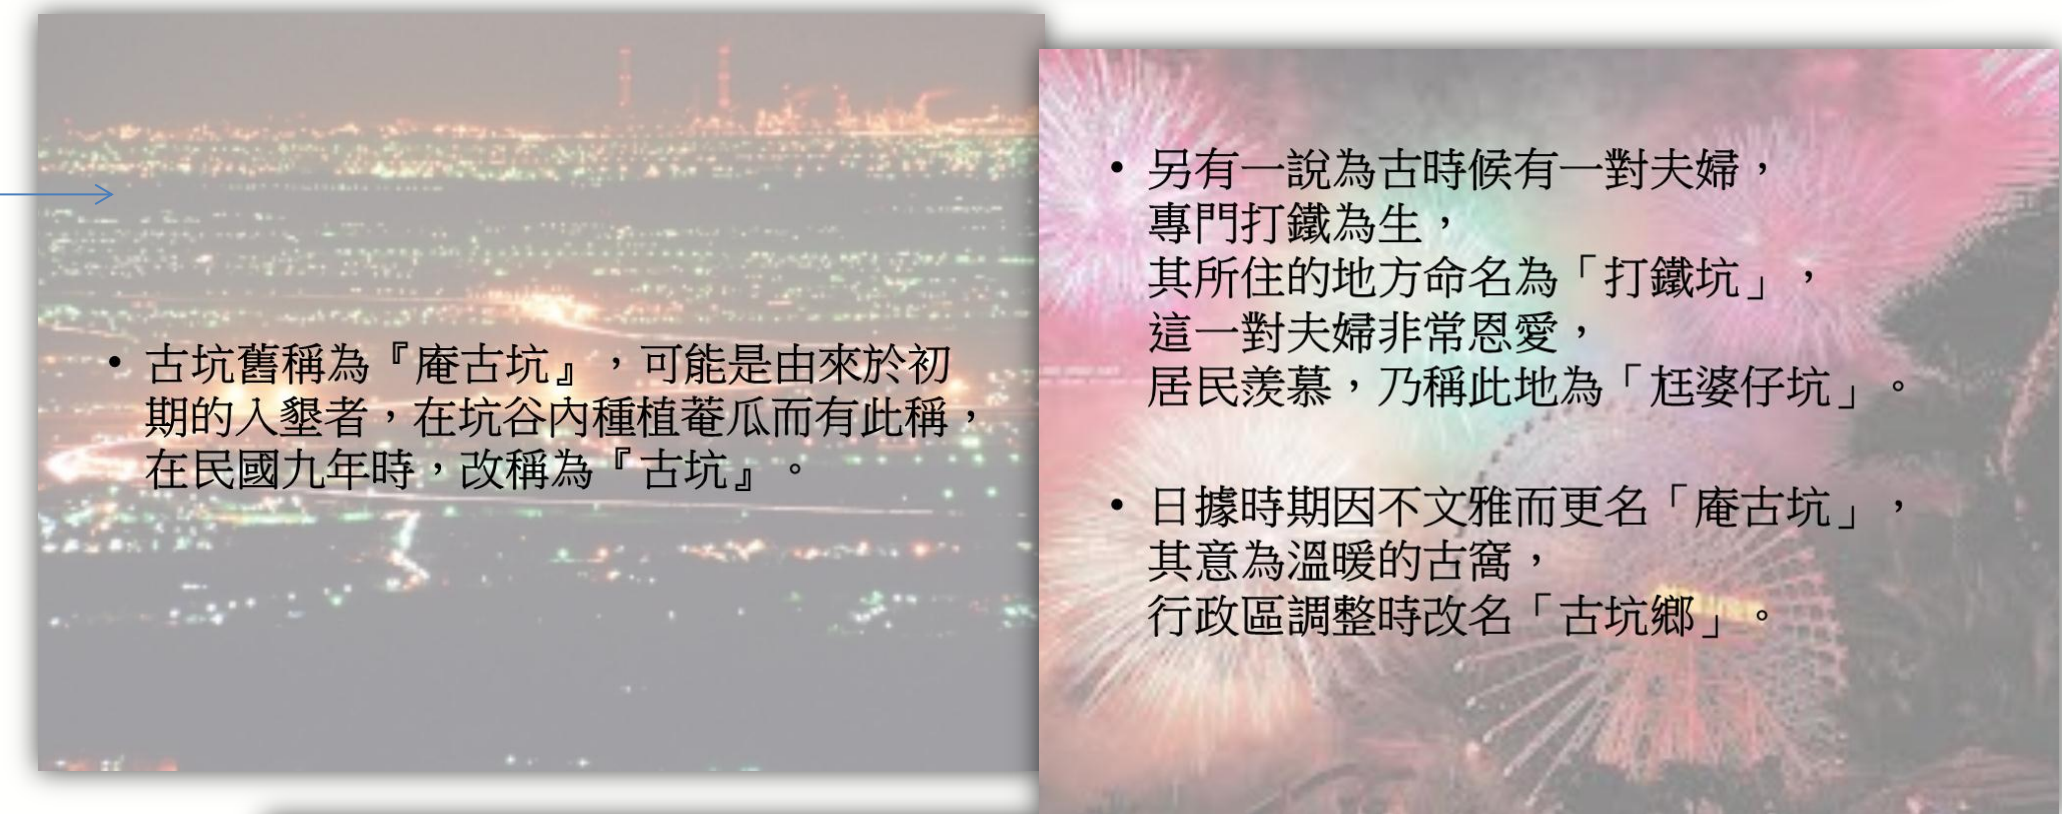 • 古坑舊稱為『庵古坑』，可能是由來於初
期的入墾者，在坑谷內種植菴瓜而有此稱，
在民國九年時，改稱為『古坑』。
• 另有一說為古時候有一對夫婦，
專門打鐵為生，
其所住的地方命名為「打鐵坑」，
這一對夫婦非常恩愛，
居民羨慕，乃稱此地為「尪婆仔坑」。
• 日據時期因不文雅而更名「庵古坑」，
其意為溫暖的古窩，
行政區調整時改名「古坑鄉」。